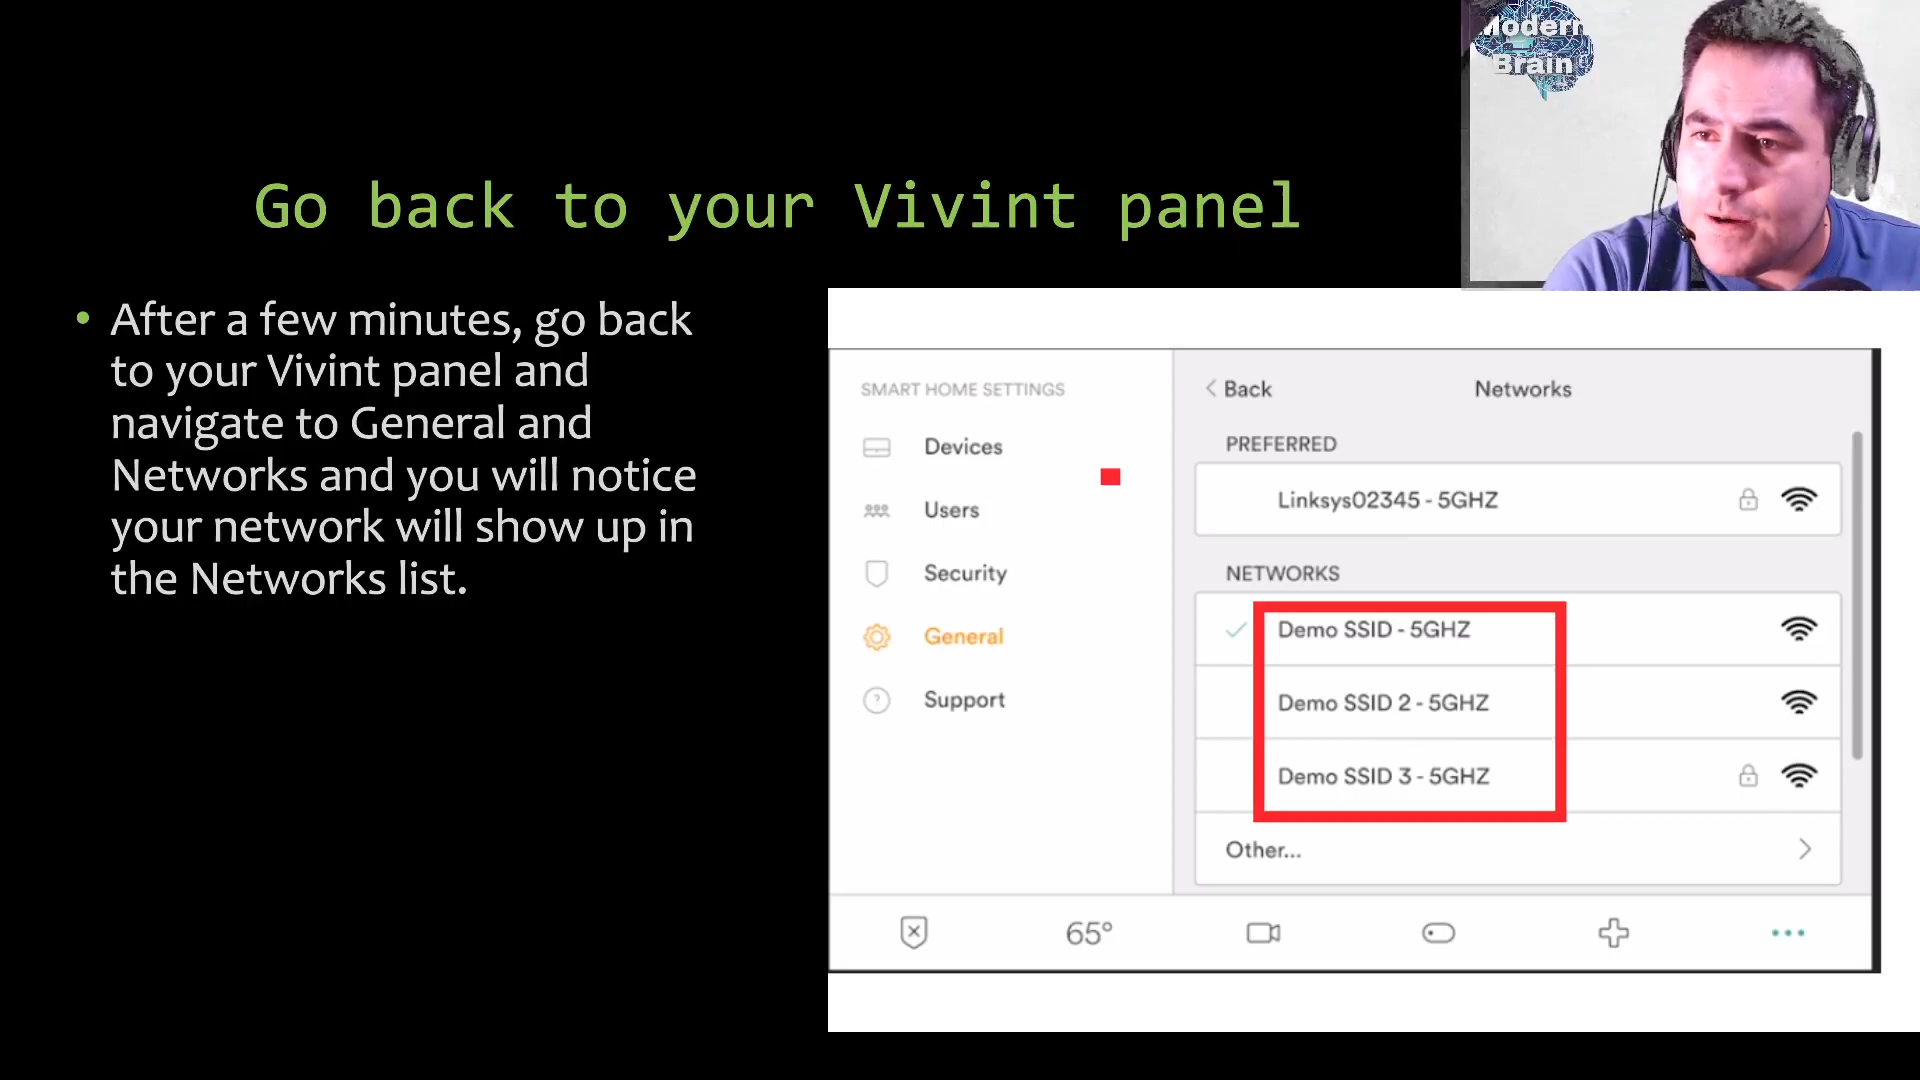 Modern
Brain
Go back to your Vivint panel
• After a few minutes, go back
to your Vivint panel and
navigate to General and
Networks and you will notice
your network will show up in
the Networks list.
SMART HOME SETTINGS
Devices
Users
Security
General
Support
Back
Networks
PREFERRED
Linksys02345 - 5GHZ
NETWORKS
Demo SSID - 5GHZ
Demo SSID 2 - 5GHZ
Demo SSID 3 - 5GHZ
Other...
65°